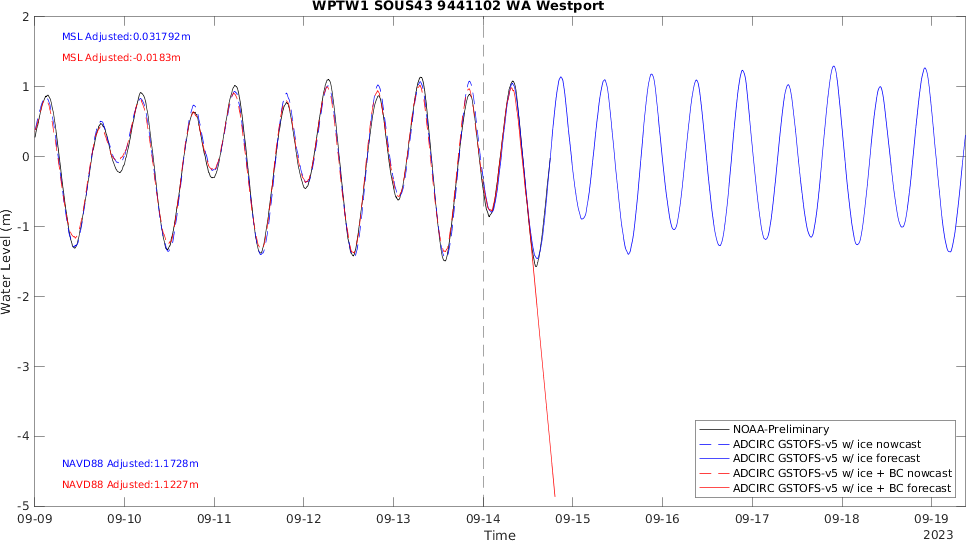 WPTW1 SOUS43 9441102 WA Westport
MSL Adjusted:0.031792m
MSL Adjusted:-0.0183m
2
1
0
-1
-2
-3
-4
-5
Water Level (m)
NAVD88 Adjusted:1.1728m
NAVD88 Adjusted:1.1227m
NOAA-Preliminary
ADCIRC GSTOFS-v5 w/ ice nowcast
ADCIRC GSTOFS-v5 w/ ice forecast
ADCIRC GSTOFS-v5 w/ ice + BC nowcast
ADCIRC GSTOFS-v5 w/ ice + BC forecast
09-09 09-10 09-11 09-12 09-13 09-14 09-15 09-16 09-17 09-18 09-19
Time
2023